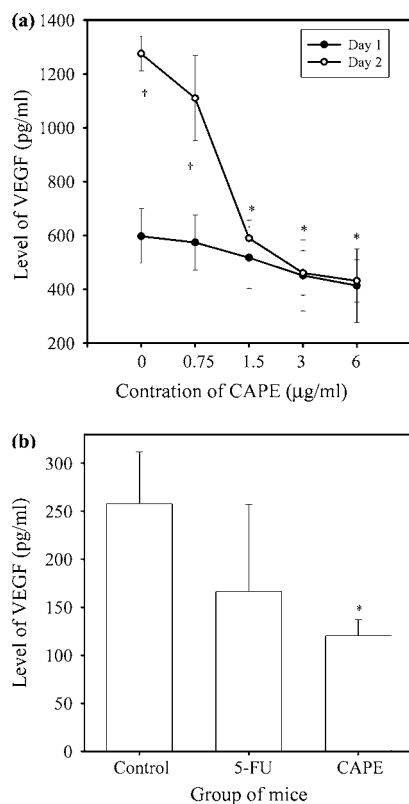 (a)
1400
1200
1000
800
600
400
200
Level of VEGF (pg/ml)
Day 1
Day 2
†
†
*
*
*
0 0.75 1.5 3 6
Contration of CAPE (µg/ml)
(b)
300
250
200
150
100
50
0
Level of VEGF (pg/ml)
*
Control 5-FU CAPE
Group of mice